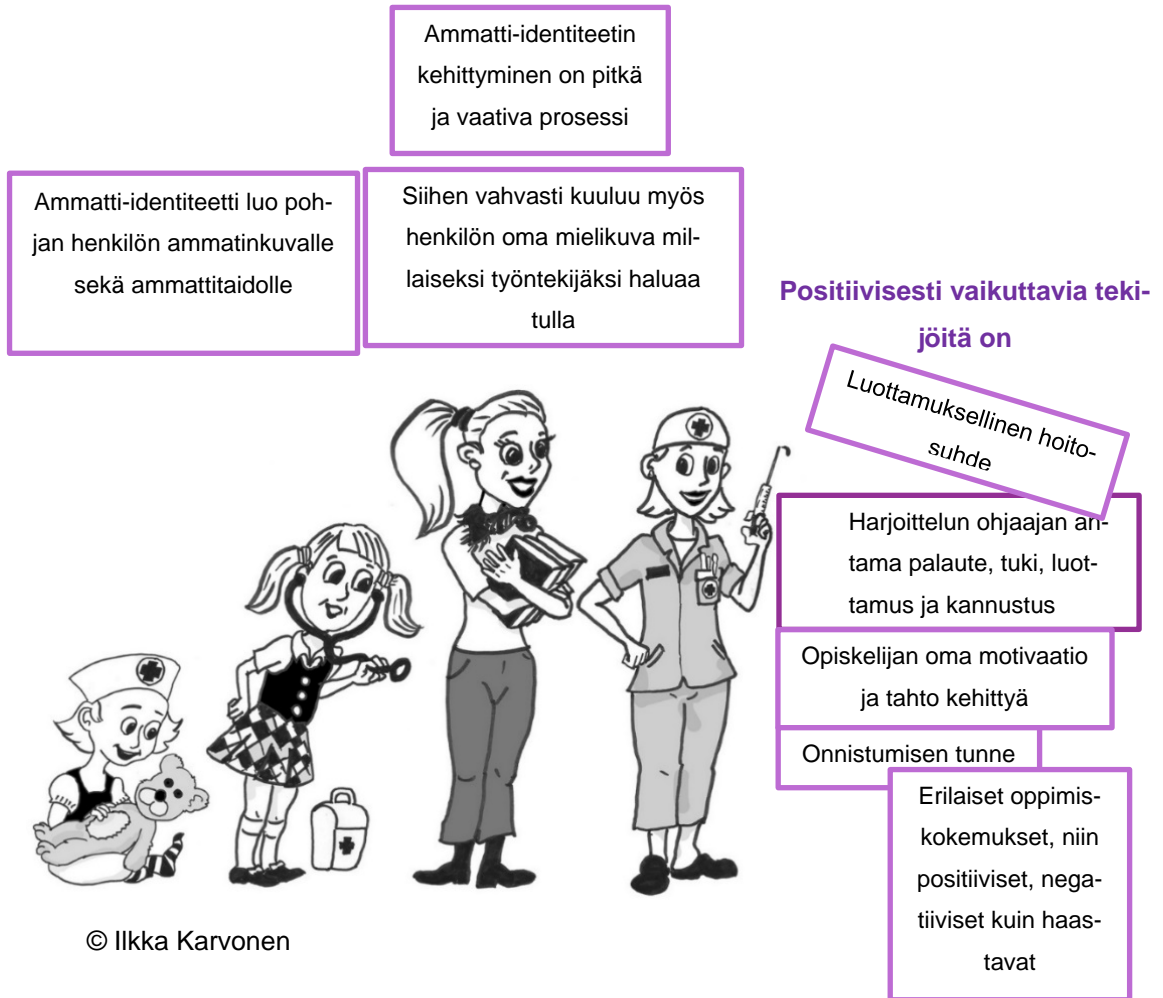 Ammatti-identiteetin
kehittyminen on pitkä
ja vaativa prosessi
Ammatti-identiteetti luo poh-
jan henkilön ammatinkuvalle
sekä ammattitaidolle
Siihen vahvasti kuuluu myös
henkilön oma mielikuva mil-
laiseksi työntekijäksi haluaa
tulla
Positiivisesti vaikuttavia teki-
jöitä on
Luottamuksellinen hoito-
suhde
Harjoittelun ohjaajan an-
tama palaute, tuki, luot-
tamus ja kannustus
Opiskelijan oma motivaatio
ja tahto kehittyä
Onnistumisen tunne
Erilaiset oppimis-
kokemukset, niin
positiiviset, nega-
tiiviset kuin haas-
tavat
© Ilkka Karvonen